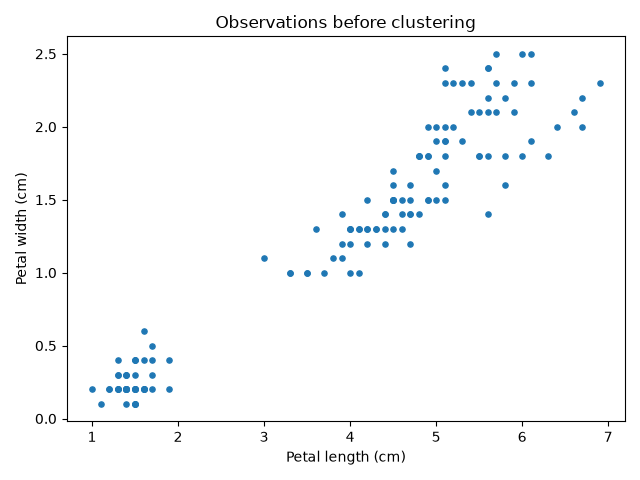 Observations before clustering
Petal width (cm)
2.5
2.0
1.5
1.0
0.5
0.0
1 2 3 4 5 6 7
Petal length (cm)